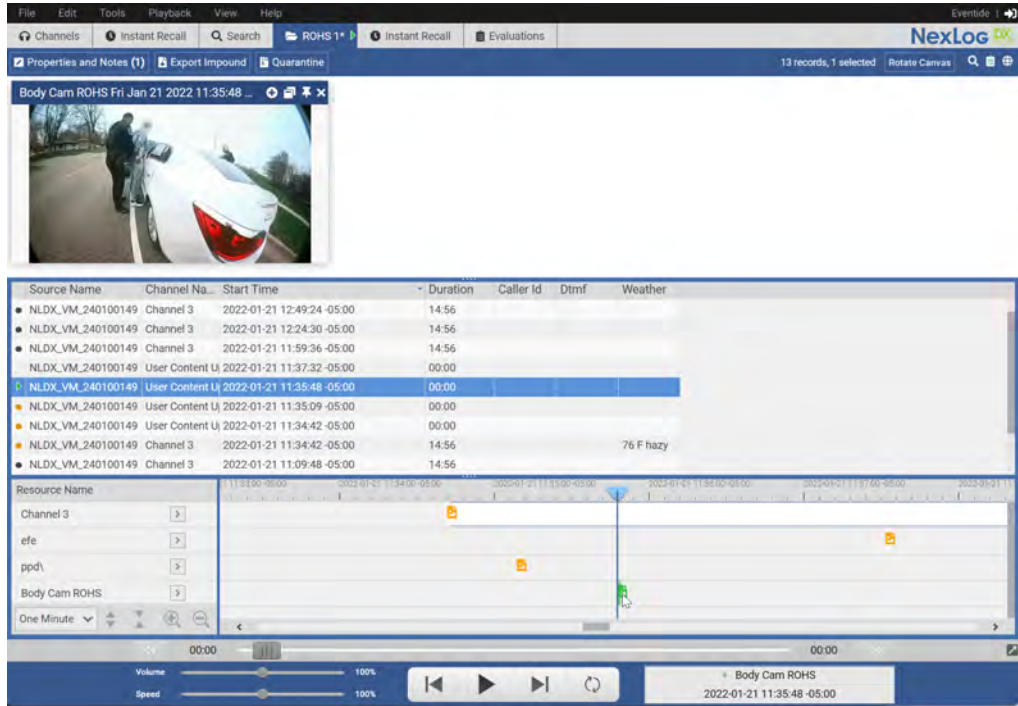 File Edit Tools Playback View Help Eventide
Channels Instant Recall Search ROHS 1* Instant Recall Evaluations NexLog DX
Properties and Notes (1) Export Impound Quarantine 13 records, 1 selected Rotate Canvas
Body Cam ROHS Fri Jan 21 2022 11:35:48 ...
Source Name Channel Na... Start Time Duration Caller Id Dtmf Weather
NLDX_VM_240100149 Channel 3 2022-01-21 12:49:24 -05:00 14:56
NLDX_VM_240100149 Channel 3 2022-01-21 12:24:30 -05:00 14:56
NLDX_VM_240100149 Channel 3 2022-01-21 11:59:36 -05:00 14:56
NLDX_VM_240100149 User Content U 2022-01-21 11:37:32 -05:00 00:00
NLDX_VM_240100149 User Content U 2022-01-21 11:35:48 -05:00 00:00
NLDX_VM_240100149 User Content U 2022-01-21 11:35:09 -05:00 00:00
NLDX_VM_240100149 User Content U 2022-01-21 11:34:42 -05:00 00:00
NLDX_VM_240100149 Channel 3 2022-01-21 11:34:42 -05:00 14:56 76 F hazy
NLDX_VM_240100149 Channel 3 2022-01-21 11:09:48 -05:00 14:56
Resource Name
Channel 3
efe
ppd\
Body Cam ROHS
One Minute
00:00 00:00
Volume 100%
Speed 100%
Body Cam ROHS
2022-01-21 11:35:48 -05:00